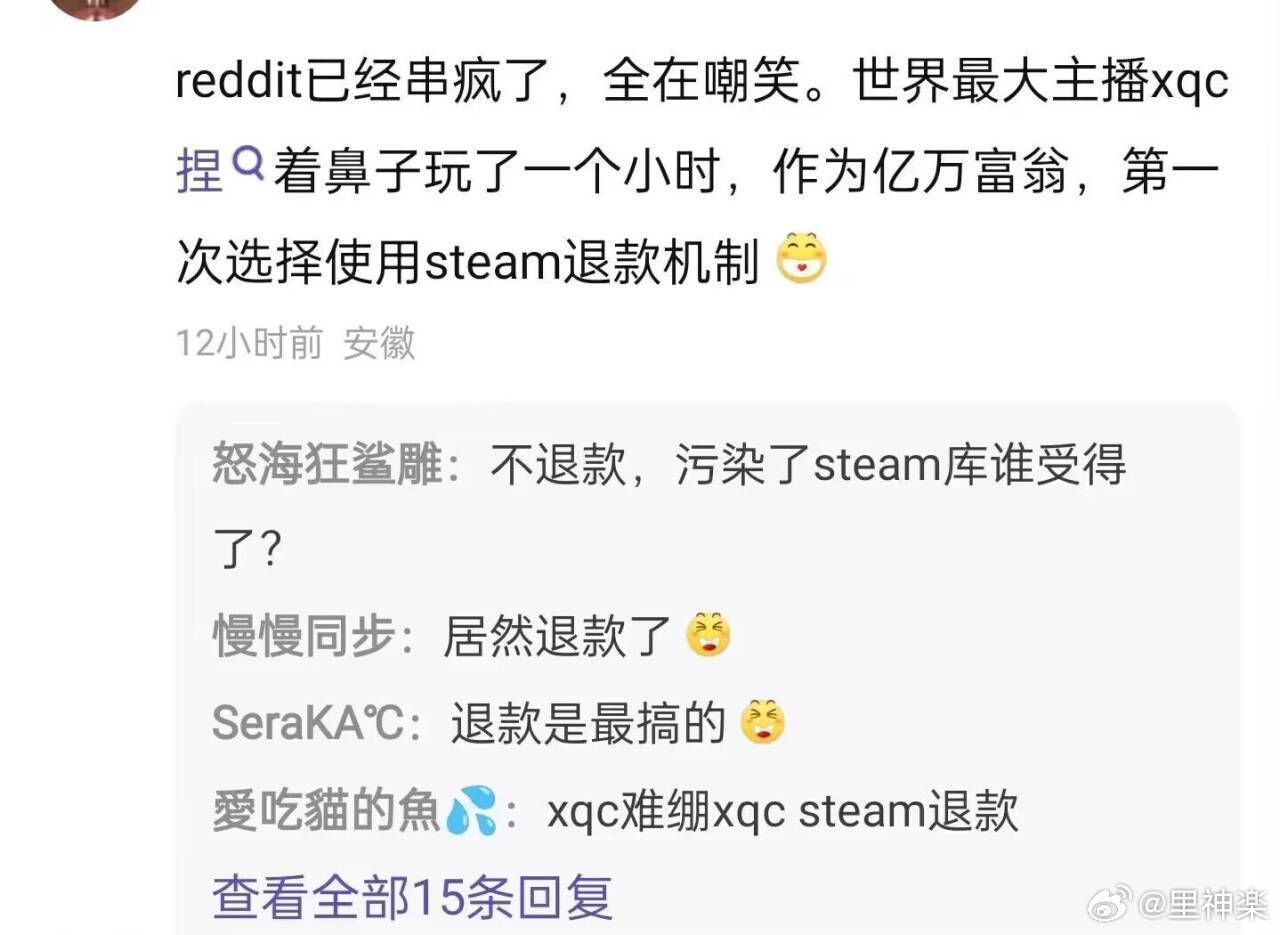 reddit已经串疯了，全在嘲笑。世界最大主播xqc
捏着鼻子玩了一个小时，作为亿万富翁，第一
次选择使用steam退款机制
12小时前 安徽
怒海狂鲨雕：不退款，污染了steam库谁受得
了？
慢慢同步：居然退款了
SeraKA℃：退款是最搞的
愛吃貓的魚💦：xqc难绷xqc steam退款
查看全部15条回复
@里神楽